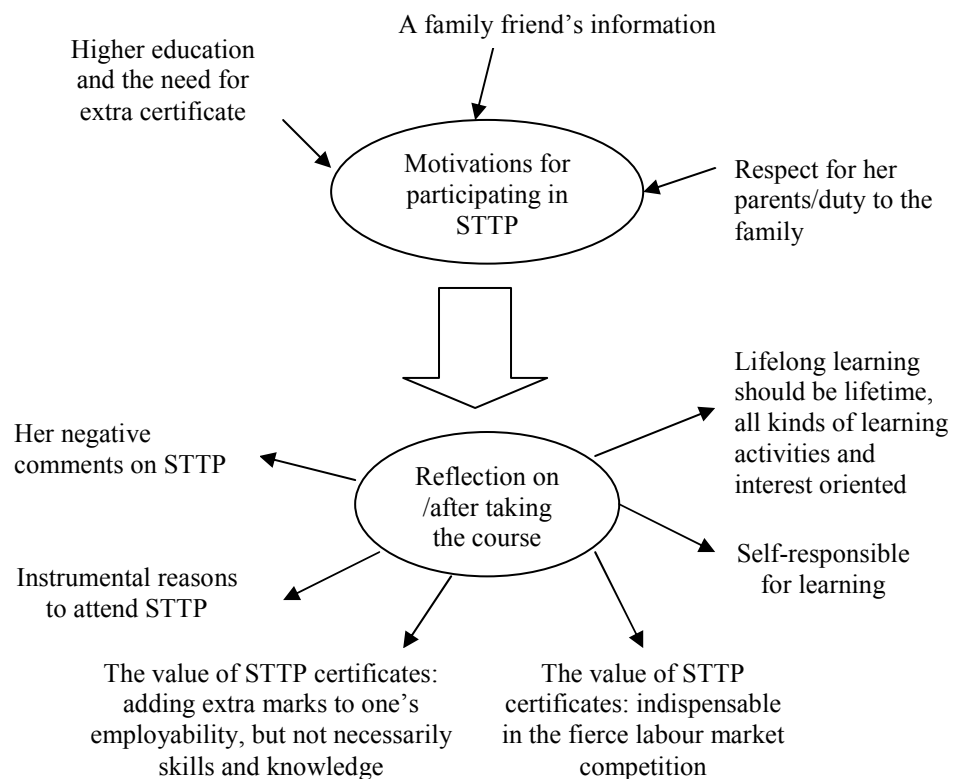 A family friend's information
Higher education
and the need for
extra certificate
Motivations for
participating in
STTP
Respect for her
parents/duty to the
family
Lifelong learning
should be lifetime,
all kinds of learning
activities and
interest oriented
Her negative
comments on STTP
Reflection on
/after taking
the course
Self-responsible
for learning
Instrumental reasons
to attend STTP
The value of STTP certificates:
adding extra marks to one's
employability, but not necessarily
skills and knowledge
The value of STTP
certificates: indispensable
in the fierce labour market
competition